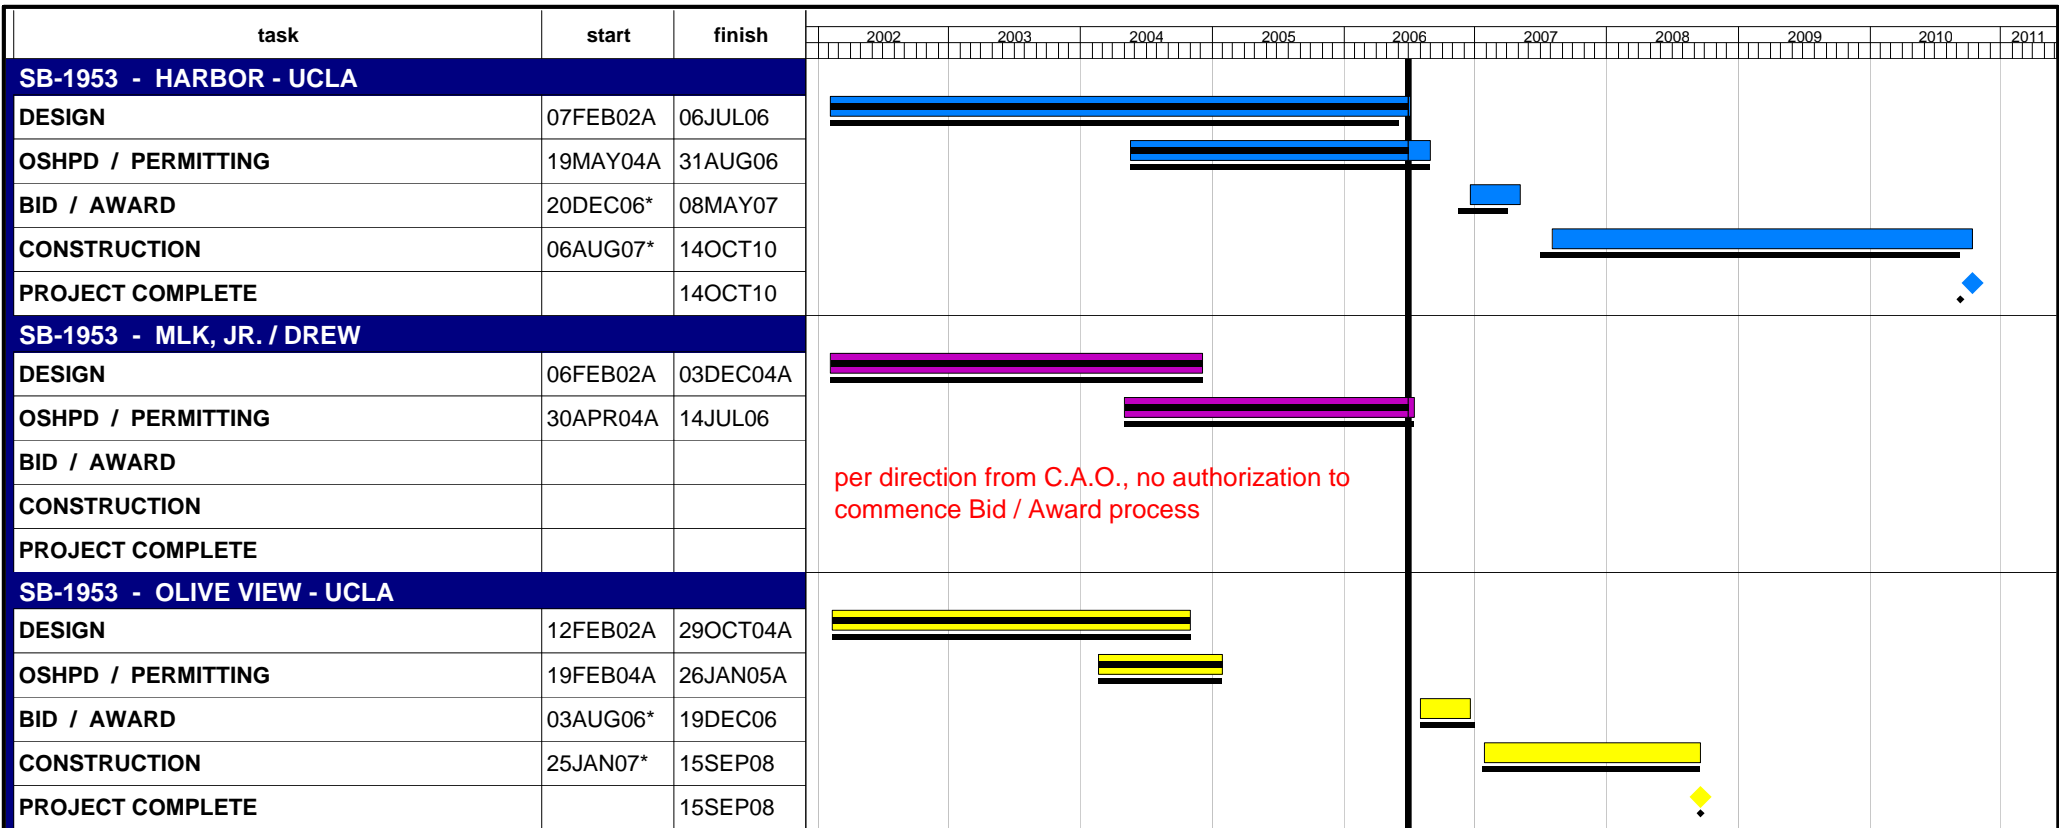 task start finish 2002 2003 2004 2005 2006 2007 2008 2009 2010 2011
SB-1953 - HARBOR - UCLA
DESIGN 07FEB02A 06JUL06
OSHPD / PERMITTING 19MAY04A 31AUG06
BID / AWARD 20DEC06* 08MAY07
CONSTRUCTION 06AUG07* 14OCT10
PROJECT COMPLETE 14OCT10
SB-1953 - MLK, JR. / DREW
DESIGN 06FEB02A 03DEC04A
OSHPD / PERMITTING 30APR04A 14JUL06
BID / AWARD
per direction from C.A.O., no authorization to
CONSTRUCTION
commence Bid / Award process
PROJECT COMPLETE
SB-1953 - OLIVE VIEW - UCLA
DESIGN 12FEB02A 29OCT04A
OSHPD / PERMITTING 19FEB04A 26JAN05A
BID / AWARD 03AUG06* 19DEC06
CONSTRUCTION 25JAN07* 15SEP08
PROJECT COMPLETE 15SEP08